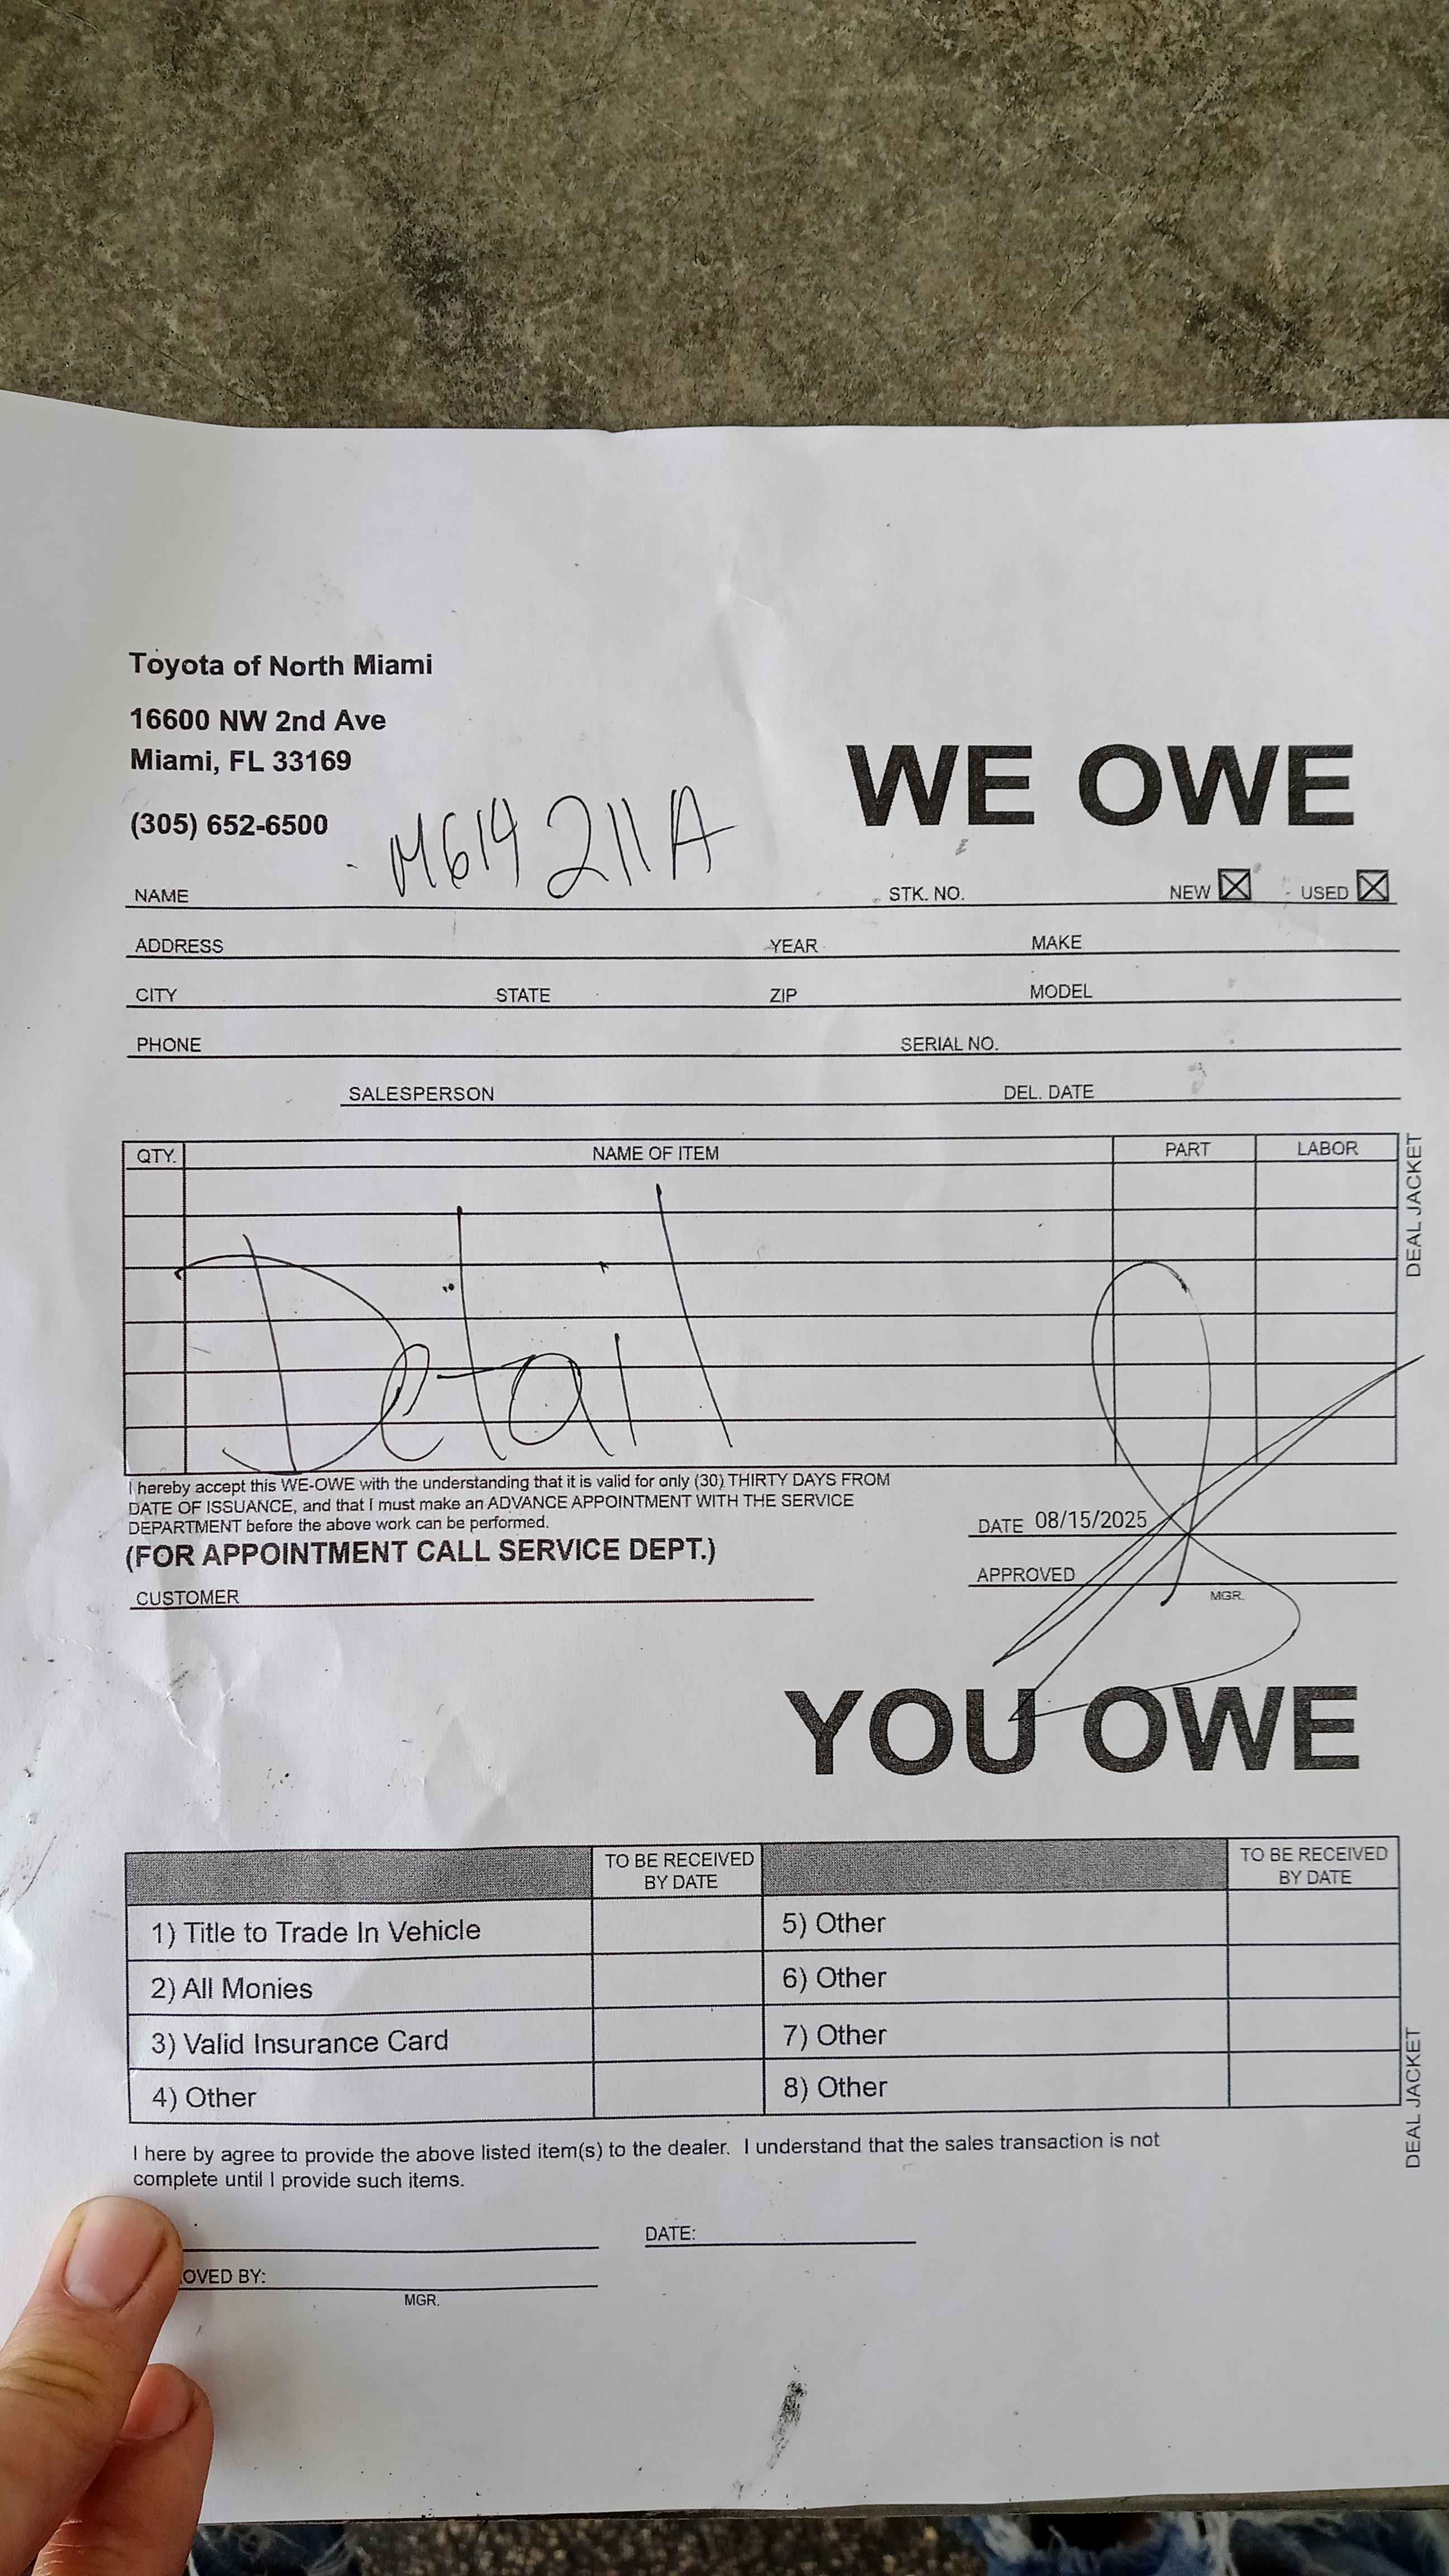 Toyota of North Miami
16600 NW 2nd Ave
Miami, FL 33169
(305) 652-6500
WE OWE
NAME M614211A STK. NO. NEW ☒ USED ☒
ADDRESS YEAR MAKE
CITY STATE ZIP MODEL
PHONE SERIAL NO.
SALESPERSON DEL. DATE
QTY. NAME OF ITEM PART LABOR
Detail
DEAL JACKET
I hereby accept this WE-OWE with the understanding that it is valid for only (30) THIRTY DAYS FROM
DATE OF ISSUANCE, and that I must make an ADVANCE APPOINTMENT WITH THE SERVICE
DEPARTMENT before the above work can be performed.
(FOR APPOINTMENT CALL SERVICE DEPT.)
DATE 08/15/2025
APPROVED
MGR.
CUSTOMER
YOU OWE
TO BE RECEIVED BY DATE TO BE RECEIVED BY DATE
1) Title to Trade In Vehicle 5) Other
2) All Monies 6) Other
3) Valid Insurance Card 7) Other
4) Other 8) Other
DEAL JACKET
I here by agree to provide the above listed item(s) to the dealer. I understand that the sales transaction is not
complete until I provide such items.
DATE:
OVED BY:
MGR.